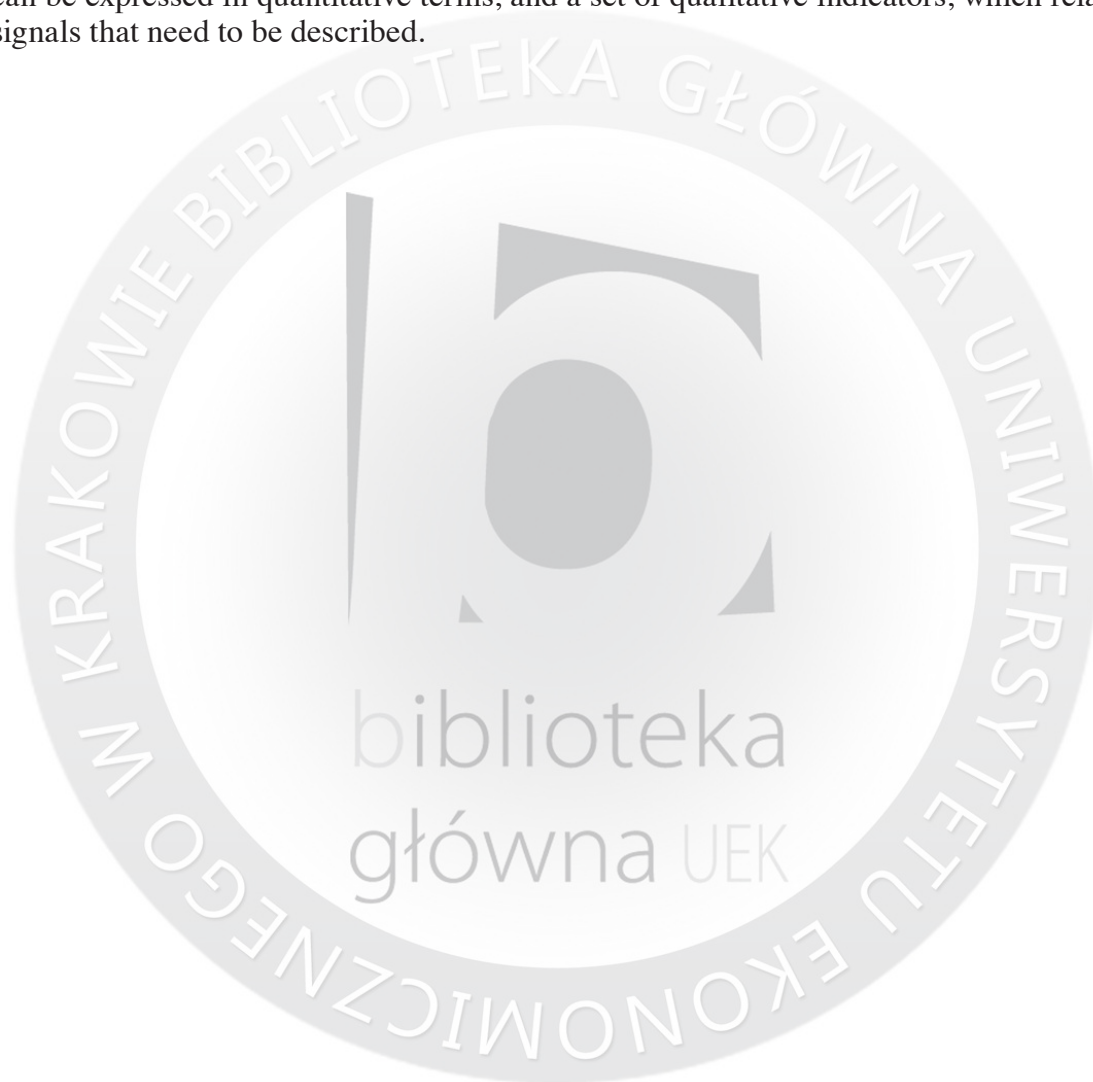 can be expressed in quantitative terms, and a set of qualitative indicators, which
signals that need to be described.
BIBLIOTEKA GŁÓWNA UNIWERSYTETU EKONOMICZNEGO W KRAKOWIE
biblioteka
główna UEK